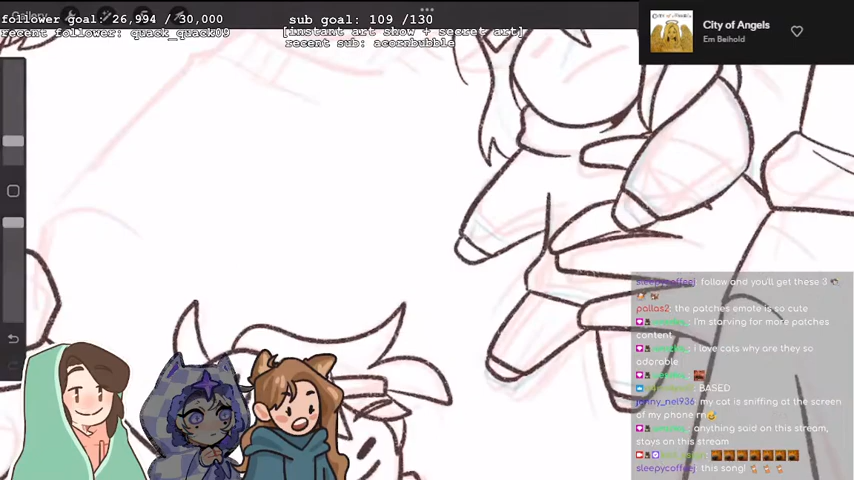 follower goal: 26,994 / 30,000
recent follower: quack_quack09
sub goal: 109 /130
[instant art show + secret art]
recent sub: acornbubble
City of Angels
Em Beihold
sleepycoffeej: follow and you'll get these 3
pallas2: the patches emote is so cute
: I'm starving for more patches
content
: i love cats why are they so
adorable
: BASED
jenny_nel936: my cat is sniffing at the screen
of my phone rn
: anything said on this stream,
stays on this stream
sleepycoffeej: this song!